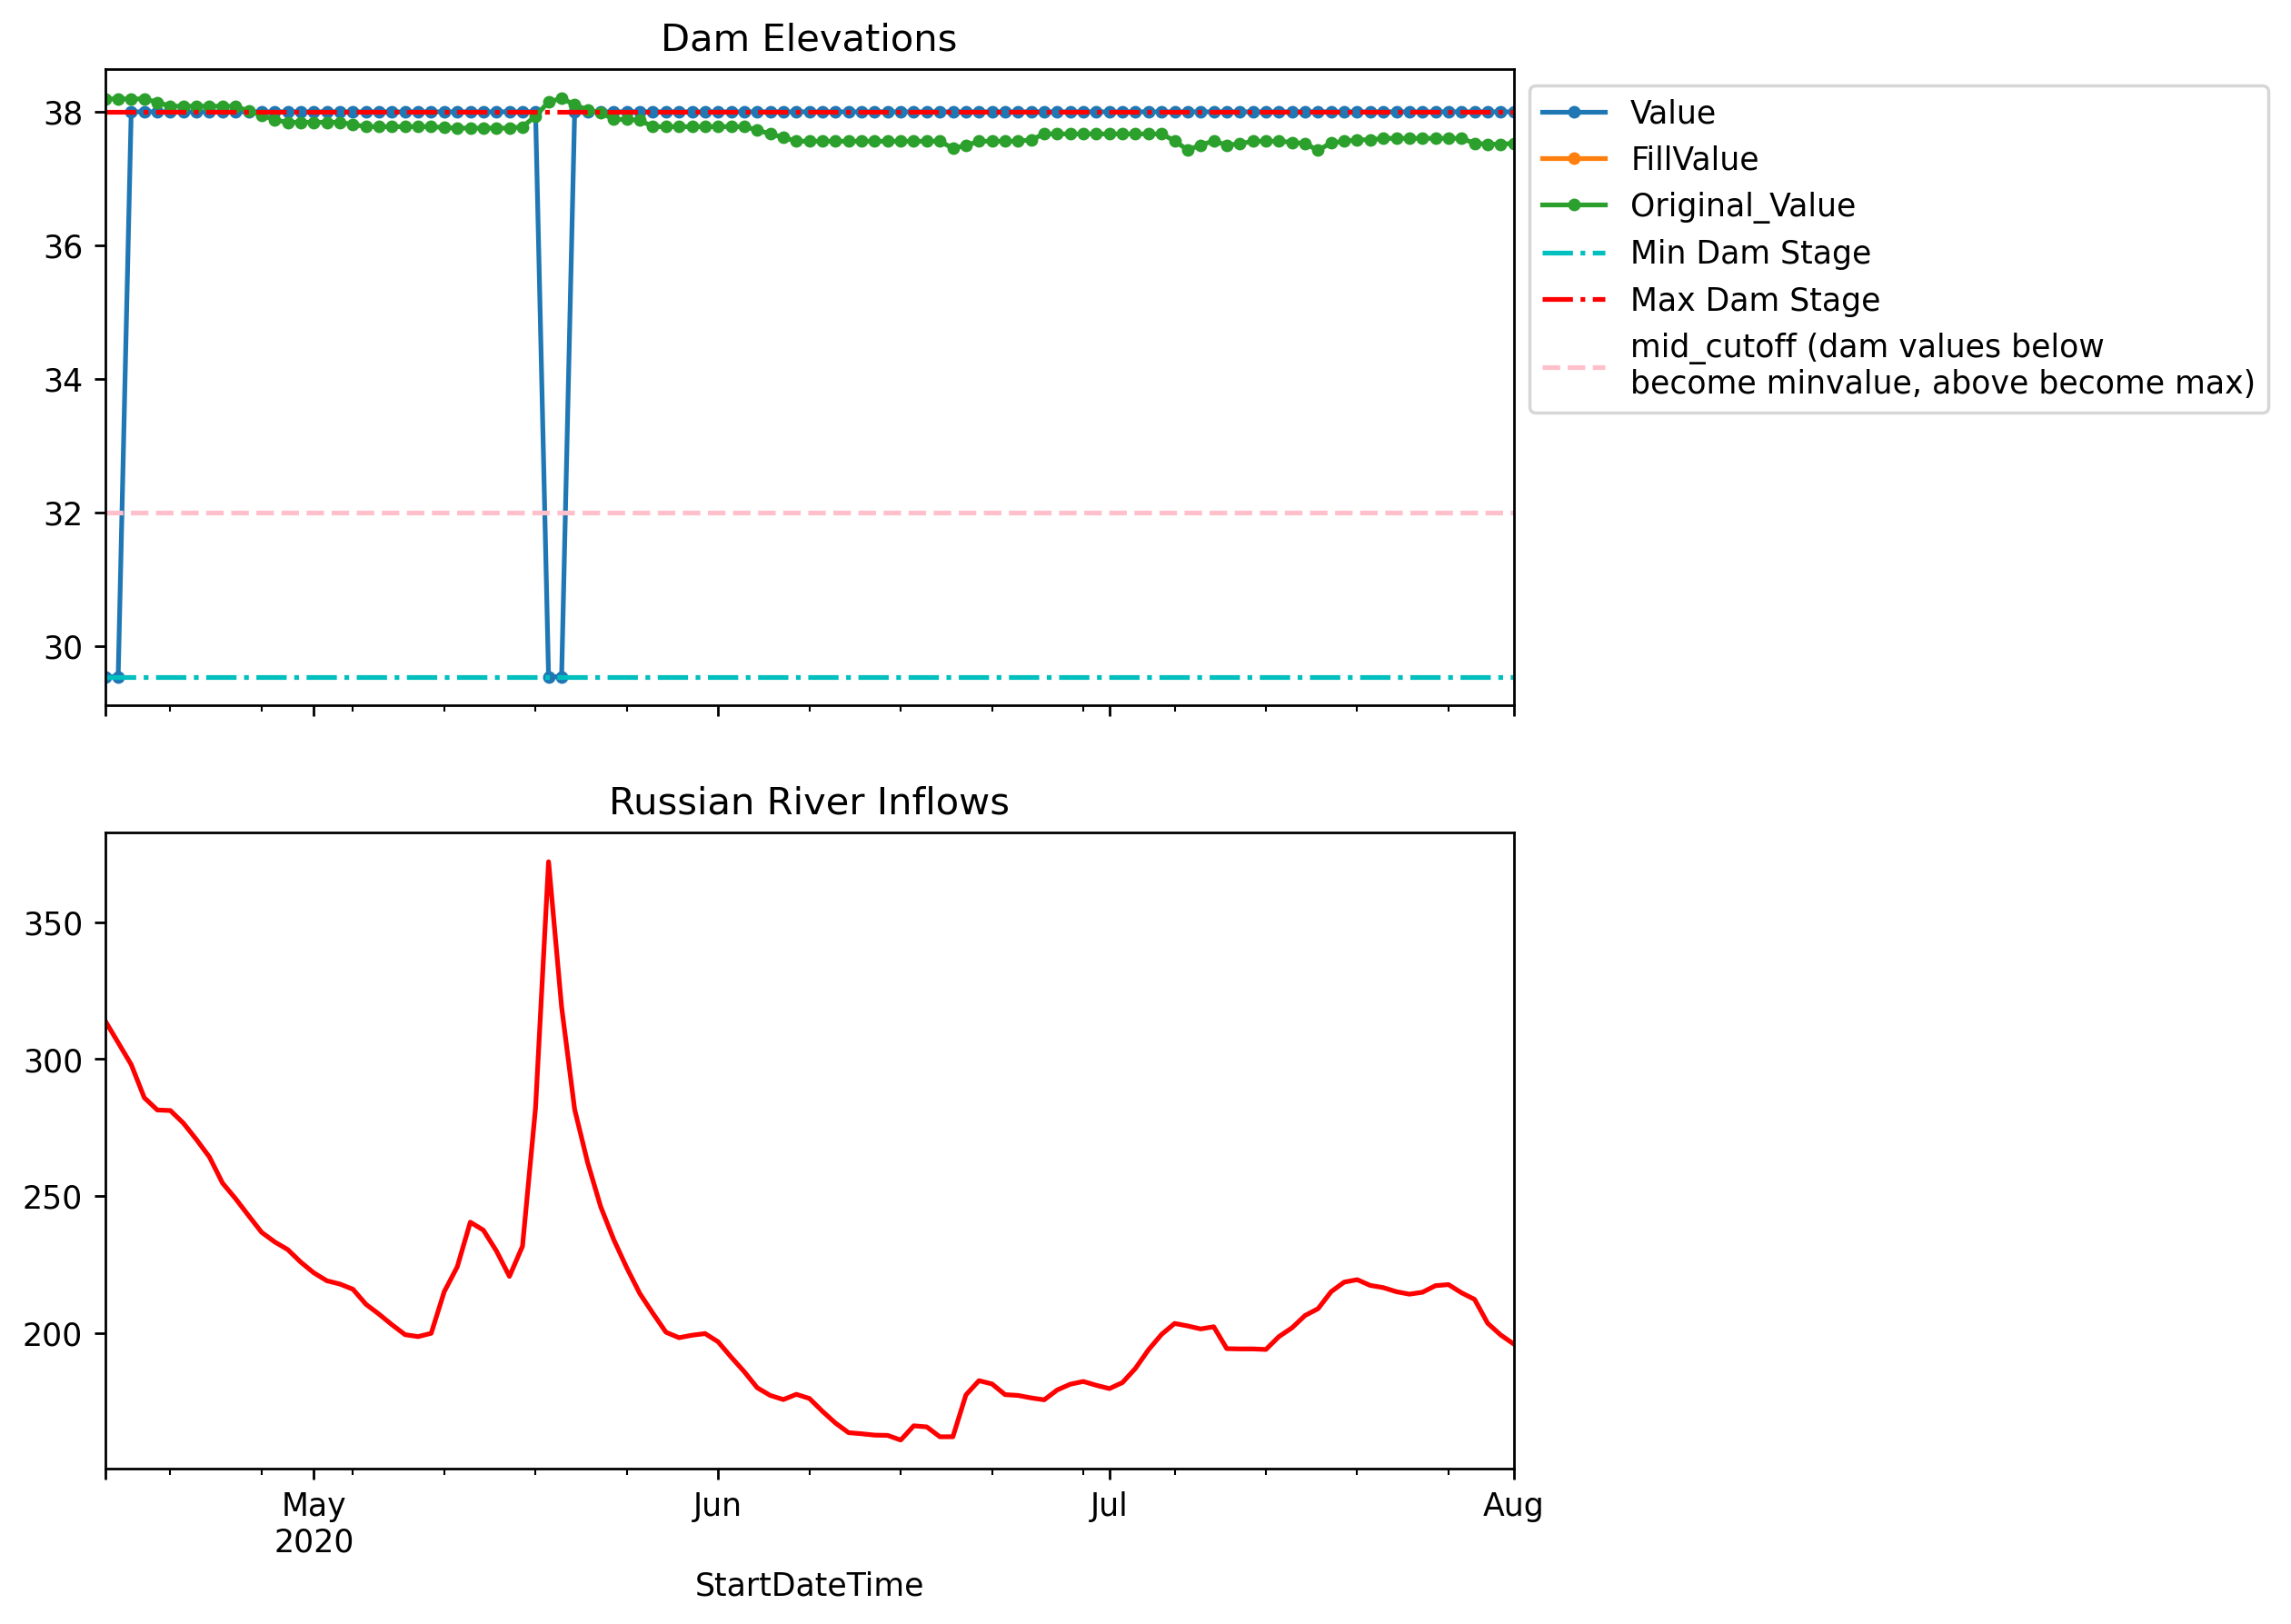 Dam Elevations
38
36
34
32
30
Value
FillValue
Original_Value
Min Dam Stage
Max Dam Stage
mid_cutoff (dam values below
become minvalue, above become max)
Russian River Inflows
350
300
250
200
May
2020
Jun
Jul
Aug
StartDateTime